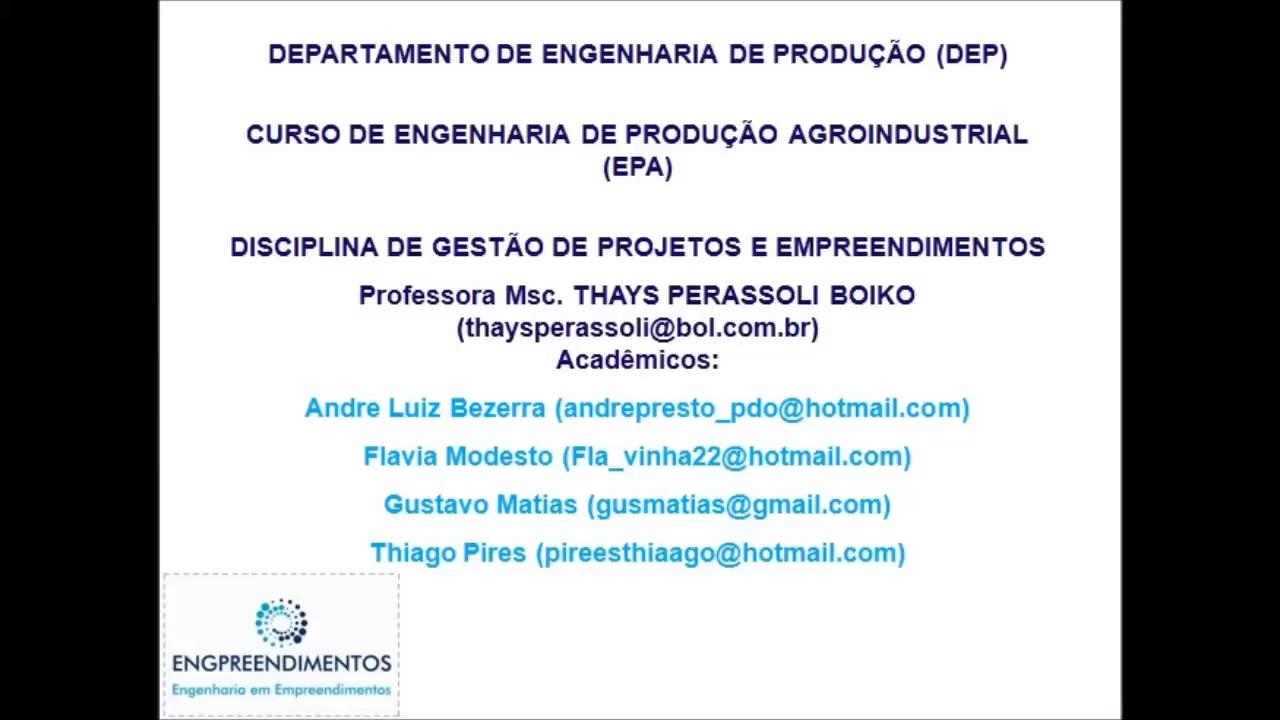 DEPARTAMENTO DE ENGENHARIA DE PRODUÇÃO (DEP)
CURSO DE ENGENHARIA DE PRODUÇÃO AGROINDUSTRIAL
(EPA)
DISCIPLINA DE GESTÃO DE PROJETOS E EMPREENDIMENTOS
Professora Msc. THAYS PERASSOLI BOIKO
(thaysperassoli@bol.com.br)
Acadêmicos:
Andre Luiz Bezerra (andrepresto_pdo@hotmail.com)
Flavia Modesto (Fla_vinha22@hotmail.com)
Gustavo Matias (gusmatias@gmail.com)
Thiago Pires (pireesthiaago@hotmail.com)
ENGPREENDIMENTOS
Engenharia em Empreendimentos